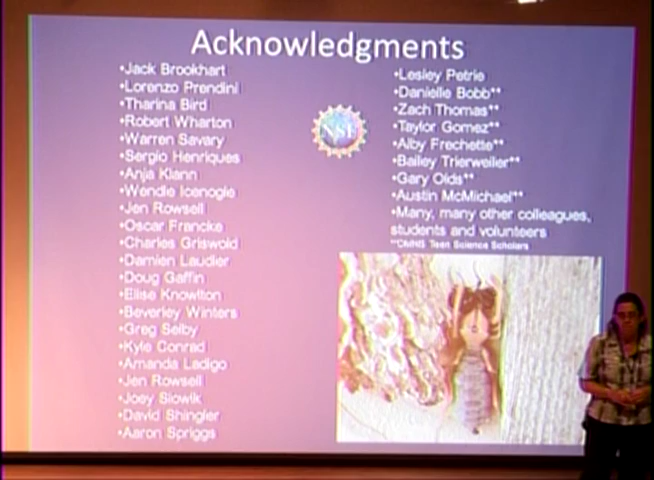 Acknowledgments
•Jack Brookhart
•Lorenzo Prendini
•Tharina Bird
•Robert Wharton
•Warren Savary
•Sergio Henriques
•Anja Klann
•Wendie Icenogle
•Jen Rowsell
•Oscar Francke
•Charles Griswold
•Damien Laudier
•Doug Gaffin
•Elise Knowlton
•Beverley Winters
•Greg Selby
•Kyle Conrad
•Amanda Ladigo
•Jen Rowsell
•Joey Slowik
•David Shingler
•Aaron Spriggs
NSF
•Lesley Petrie
•Danielle Bobb**
•Zach Thomas**
•Taylor Gomez**
•Alby Frechette**
•Bailey Trierweiler**
•Gary Olds**
•Austin McMichael**
•Many, many other colleagues,
students and volunteers
**DMNS Teen Science Scholars